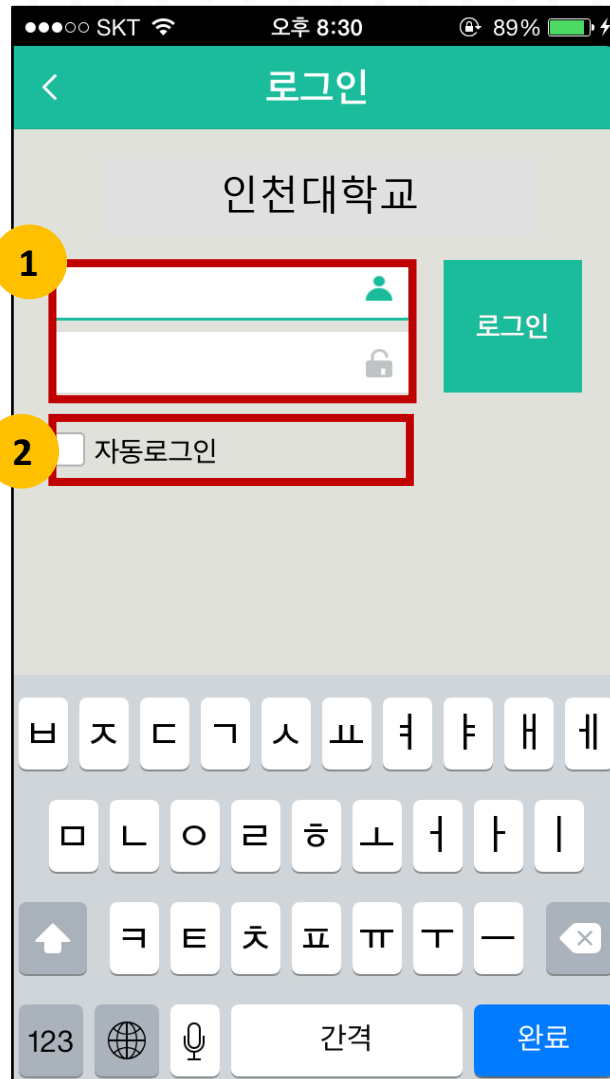 ●●●○○ SKT 오후 8:30 89%
로그인
인천대학교
1
로그인
2 자동로그인
ㅂ ㅈ ㄷ ㄱ ㅅ ㅛ ㅕ ㅑ ㅐ ㅔ
ㅁ ㄴ ㅇ ㄹ ㅎ ㅗ ㅓ ㅏ ㅣ
ㅋ ㅌ ㅊ ㅍ ㅠ ㅜ ㅡ
123 간격 완료